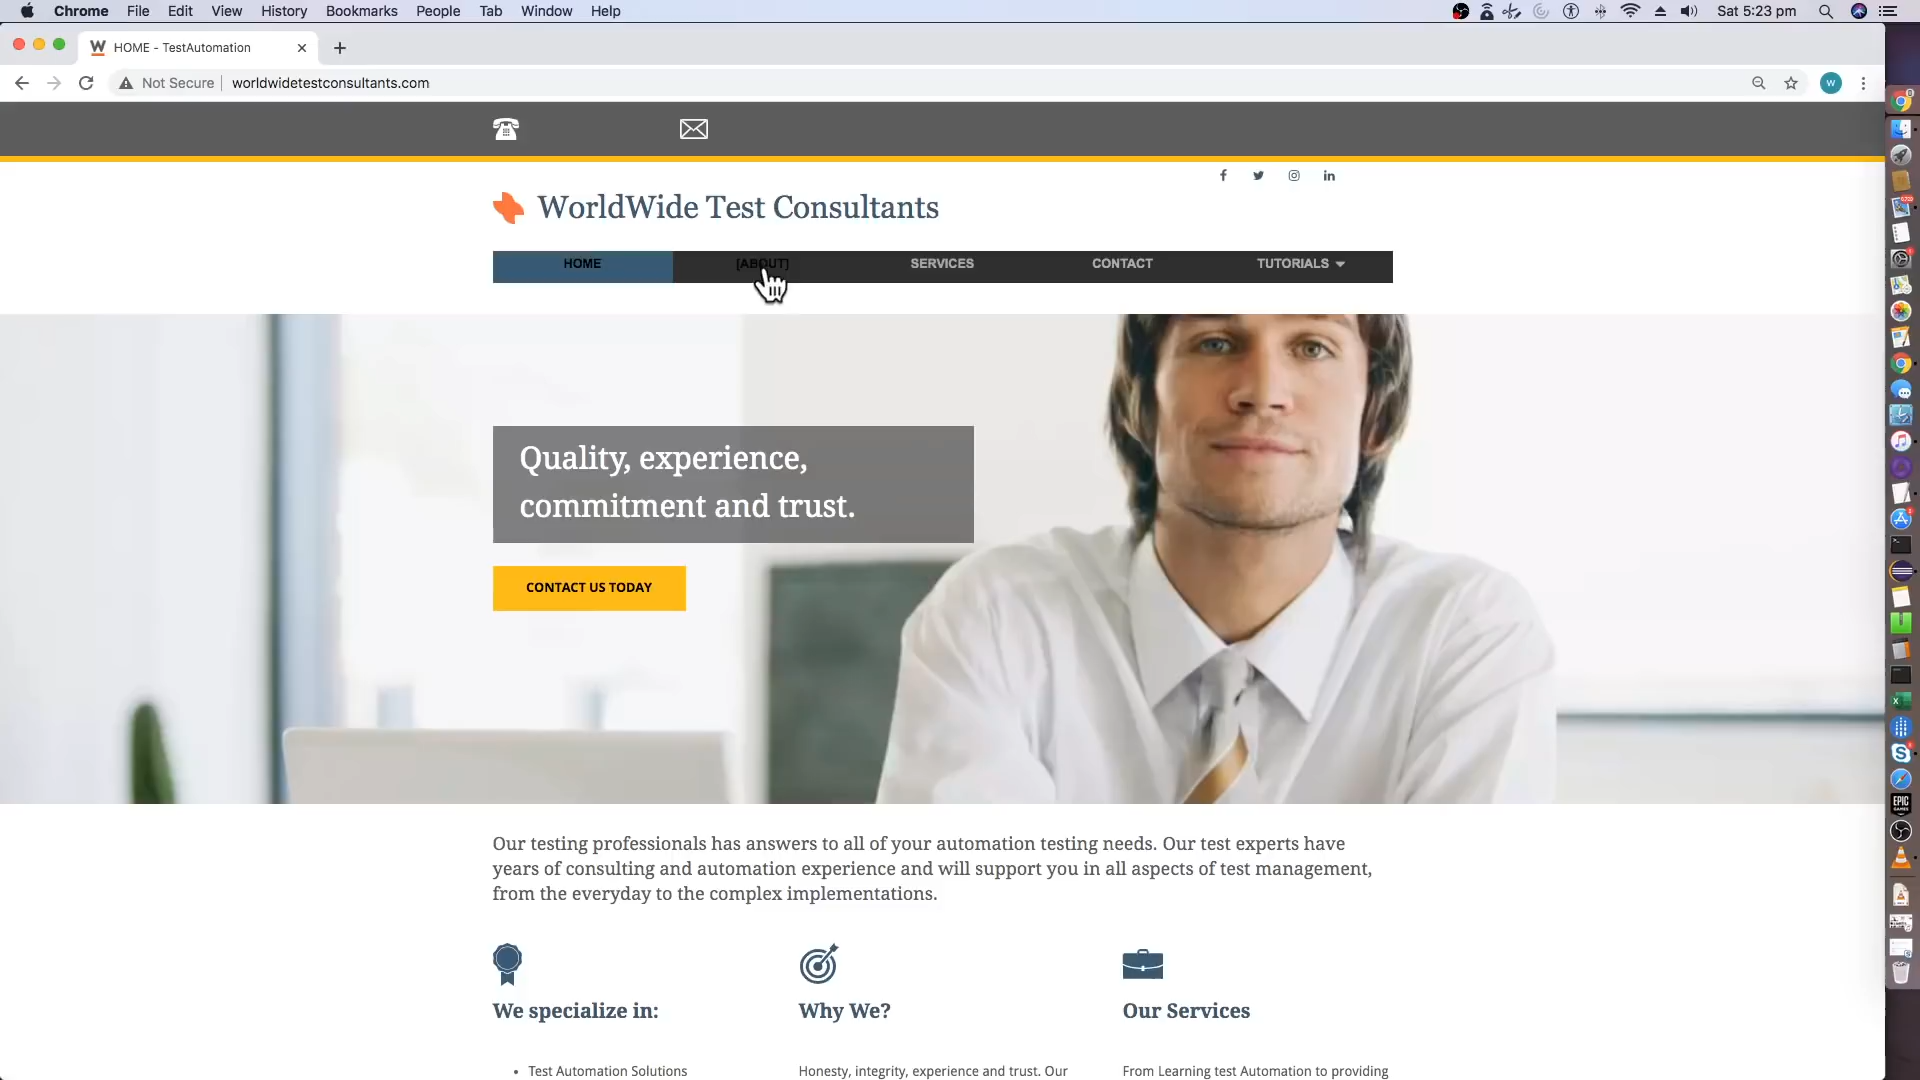 Chrome File Edit View History Bookmarks People Tab Window Help Sat 5:23 pm
W HOME - TestAutomation
Not Secure worldwidetestconsultants.com W
WorldWide Test Consultants
HOME [ABOUT] SERVICES CONTACT TUTORIALS
Quality, experience,
commitment and trust.
CONTACT US TODAY
Our testing professionals has answers to all of your automation testing needs. Our test experts have
years of consulting and automation experience and will support you in all aspects of test management,
from the everyday to the complex implementations.
We specialize in: Why We? Our Services
• Test Automation Solutions Honesty, integrity, experience and trust. Our From Learning test Automation to providing